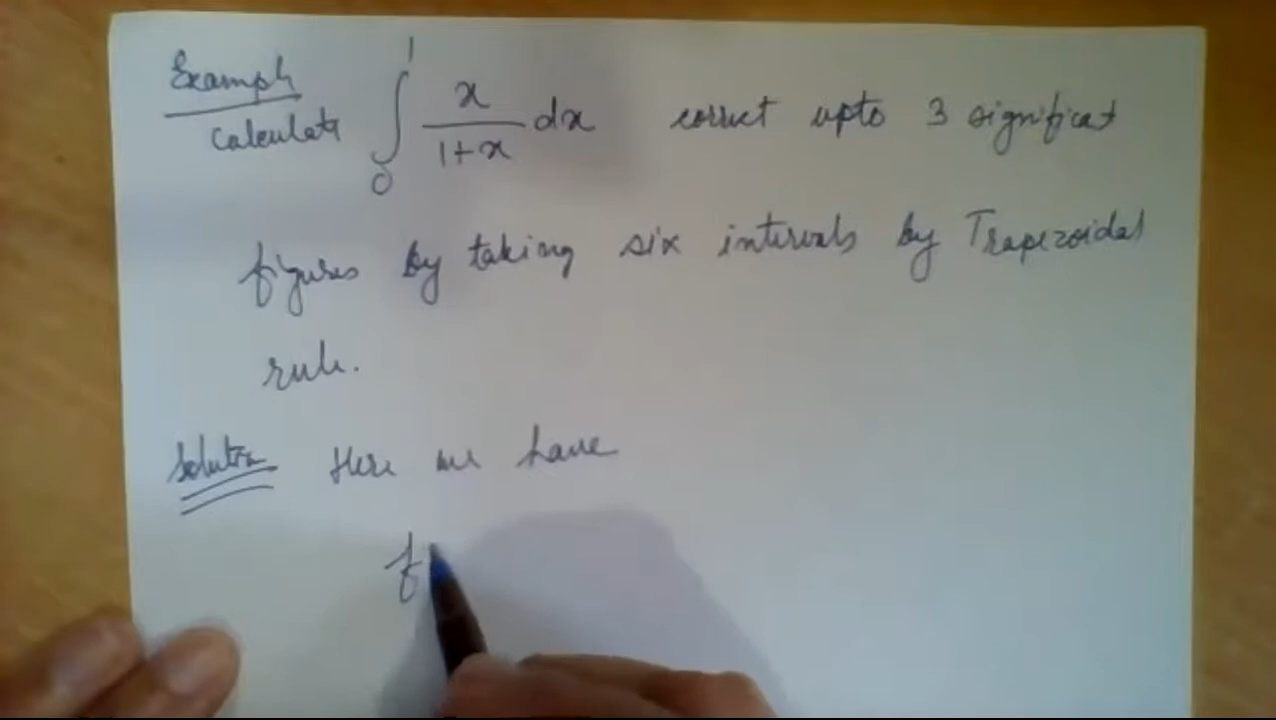 Example
Calculate ∫₀¹ x/(1+x) dx correct upto 3 significat
figures by taking six intervals by Trapezoidal
rule.
Solution Here we have
f